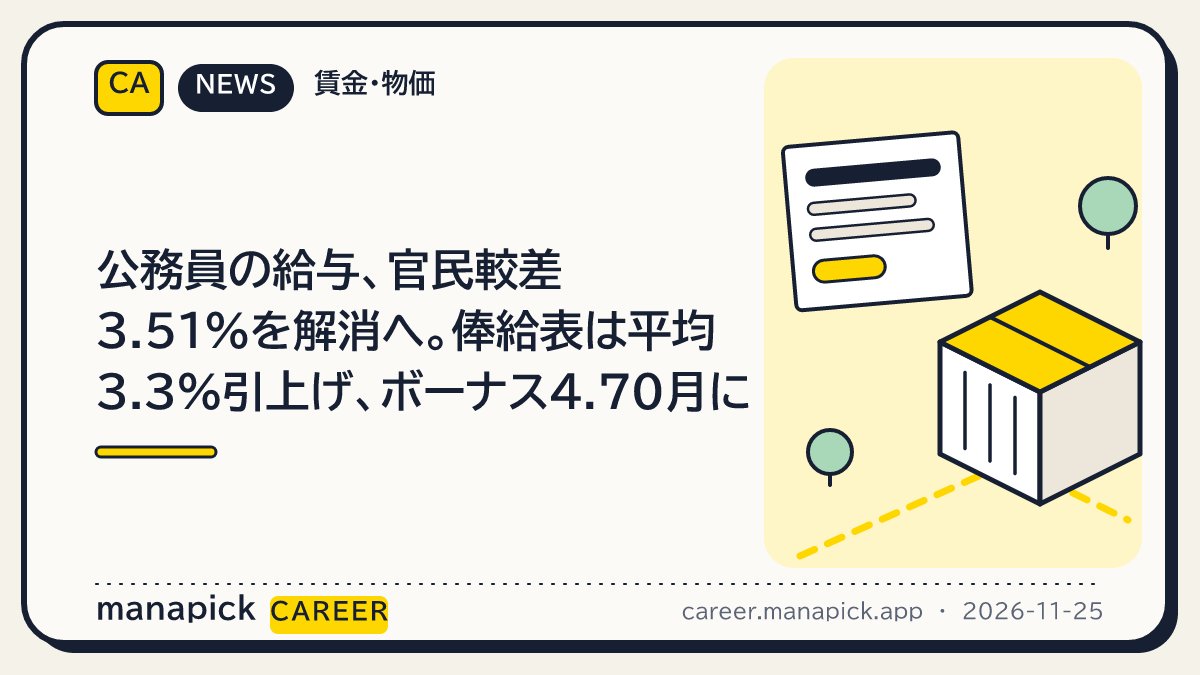 CA NEWS 賃金・物価
公務員の給与、官民較差
3.51%を解消へ。俸給表は平均
3.3%引上げ、ボーナス4.70月に
manapick CAREER
career.manapick.app ・ 2026-11-25